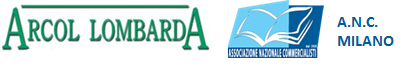 ARCOL LOMBARDA
ASSOCIAZIONE NAZIONALE COMMERCIALISTI
A.N.C.
MILANO